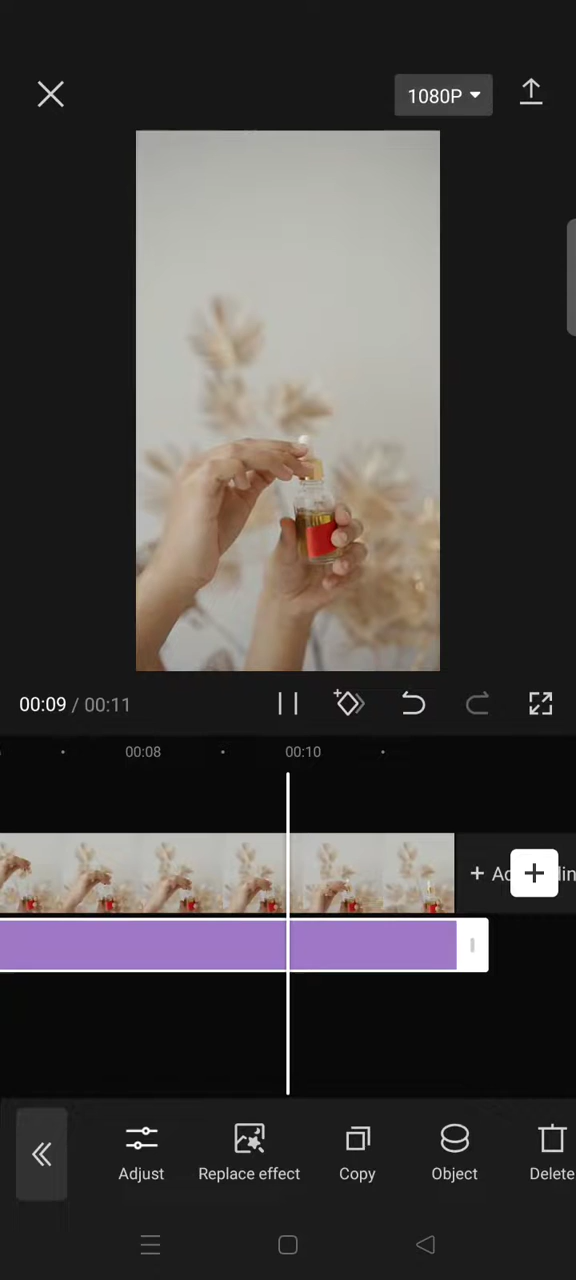 1080P
00:09 / 00:11
00:08
00:10
+ Ad
Adjust
Replace effect
Copy
Object
Delete